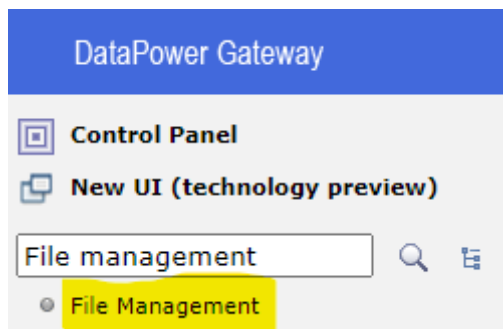 DataPower Gateway
Control Panel
New UI (technology preview)
File management
File Management